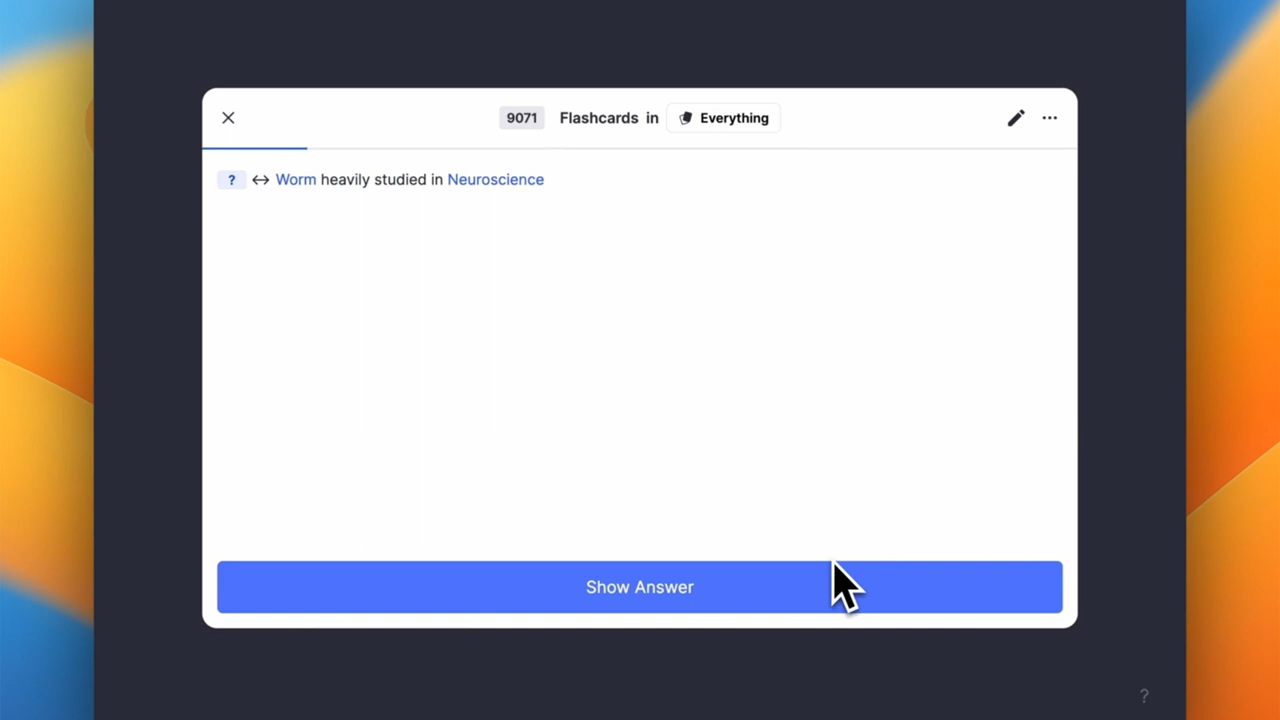 9071 Flashcards in Everything
? ↔ Worm heavily studied in Neuroscience
Show Answer
?